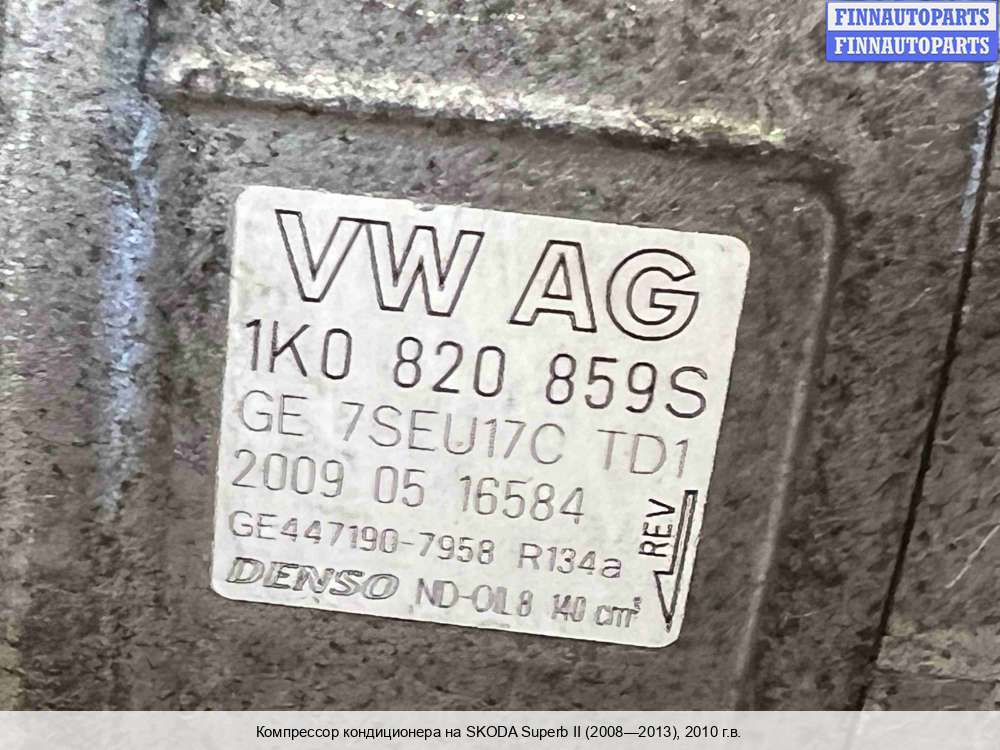 FINNAUTOPARTS
FINNAUTOPARTS
VW AG
1K0 820 859S
GE 7SEU17C TD1
2009 05 16584
GE447190-7958 R134a
REV
DENSO ND-OIL8 140 cm³
Компрессор кондиционера на SKODA Superb II (2008—2013), 2010 г.в.